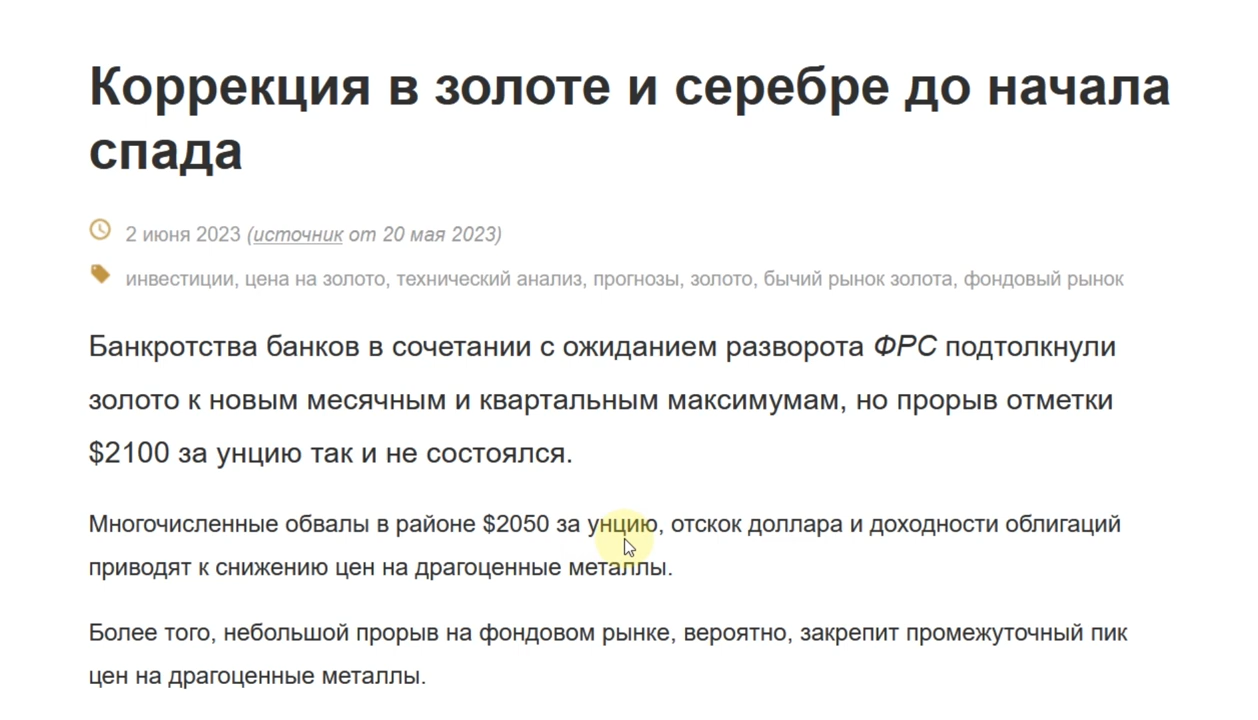 Коррекция в золоте и серебре до начала
спада
2 июня 2023 (источник от 20 мая 2023)
инвестиции, цена на золото, технический анализ, прогнозы, золото, бычий рынок золота, фондовый рынок
Банкротства банков в сочетании с ожиданием разворота ФРС подтолкнули
золото к новым месячным и квартальным максимумам, но прорыв отметки
$2100 за унцию так и не состоялся.
Многочисленные обвалы в районе $2050 за унцию, отскок доллара и доходности облигаций
приводят к снижению цен на драгоценные металлы.
Более того, небольшой прорыв на фондовом рынке, вероятно, закрепит промежуточный пик
цен на драгоценные металлы.